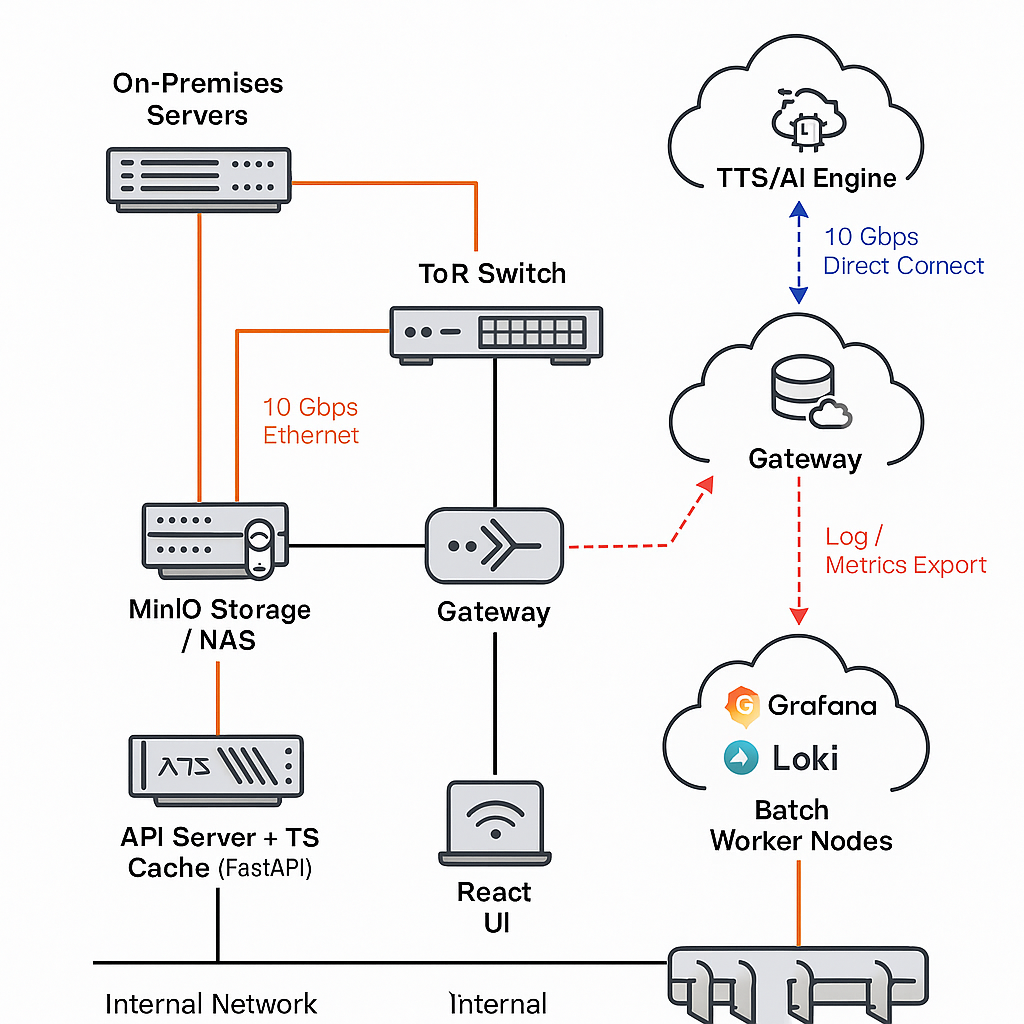 On-Premises
Servers
TTS/AI Engine
10 Gbps
Direct Cornect
ToR Switch
10 Gbps
Ethernet
Gateway
Log /
Metrics Export
MinIO Storage
/ NAS
Gateway
Grafana
Loki
Batch
Worker Nodes
API Server + TS
Cache (FastAPI)
React
UI
Internal Network
Internal